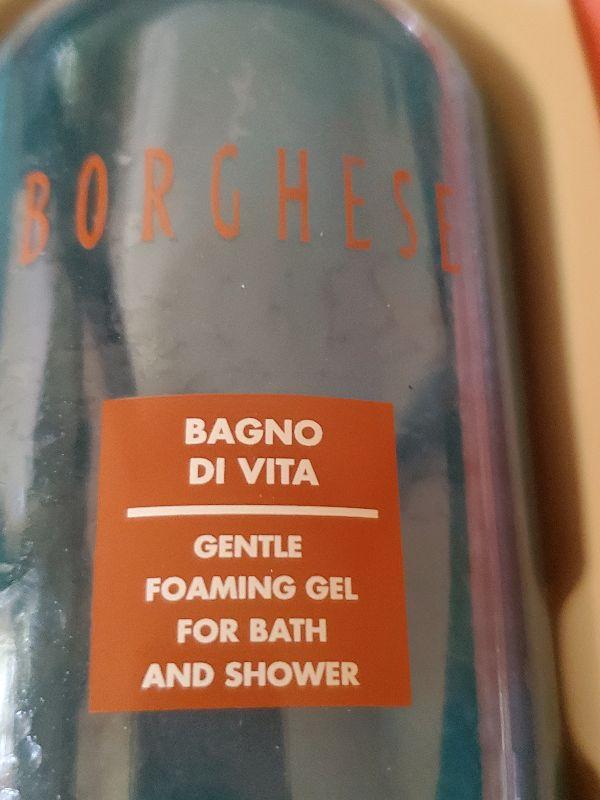 BORGHESE
BAGNO
DI VITA
GENTLE
FOAMING GEL
FOR BATH
AND SHOWER